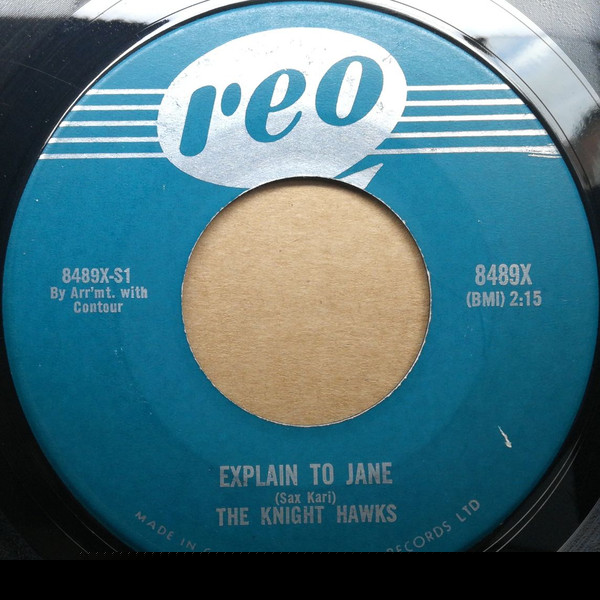 reo
8489X-S1
By Arr'mt. with
Contour
8489X
(BMI) 2:15
EXPLAIN TO JANE
(Sax Kari)
THE KNIGHT HAWKS
MADE IN
RECORDS LTD